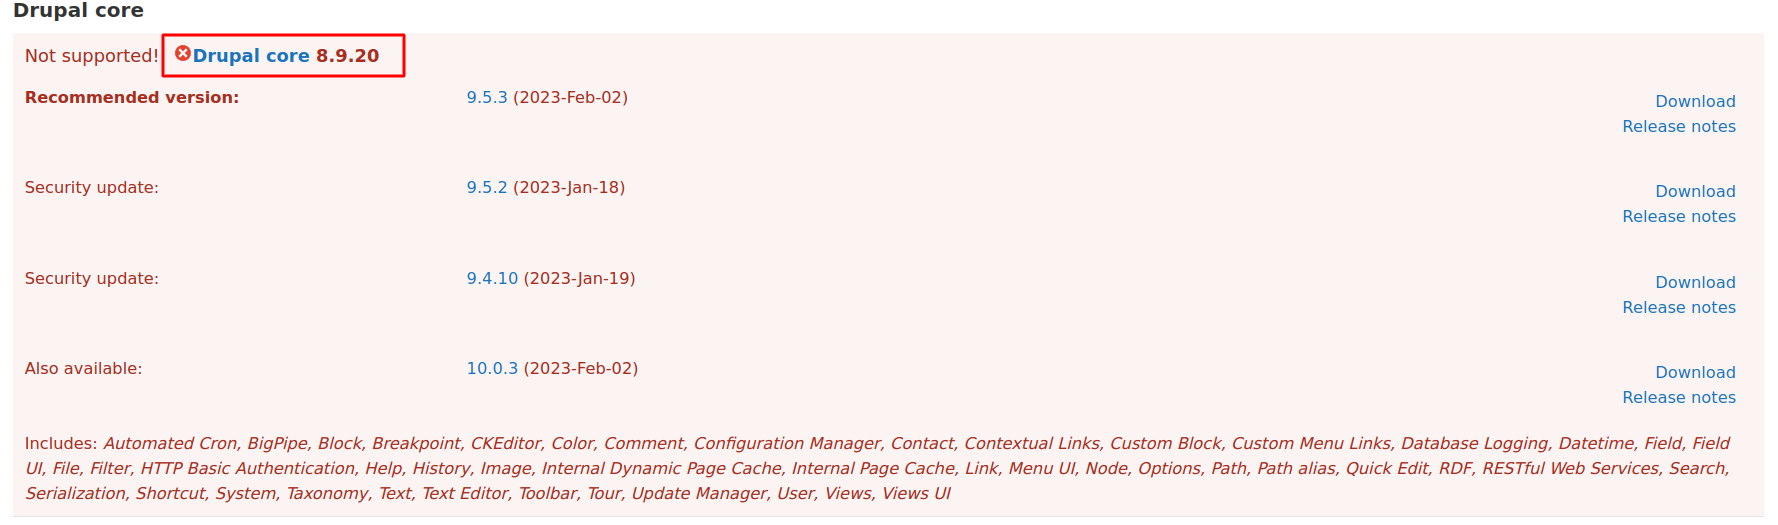 Drupal core
Not supported! Drupal core 8.9.20
Recommended version: 9.5.3 (2023-Feb-02) Download
Release notes
Security update: 9.5.2 (2023-Jan-18) Download
Release notes
Security update: 9.4.10 (2023-Jan-19) Download
Release notes
Also available: 10.0.3 (2023-Feb-02) Download
Release notes
Includes: Automated Cron, BigPipe, Block, Breakpoint, CKEditor, Color, Comment, Configuration Manager, Contact, Contextual Links, Custom Block, Custom Menu Links, Database Logging, Datetime, Field, Field
UI, File, Filter, HTTP Basic Authentication, Help, History, Image, Internal Dynamic Page Cache, Internal Page Cache, Link, Menu UI, Node, Options, Path, Path alias, Quick Edit, RDF, RESTful Web Services, Search,
Serialization, Shortcut, System, Taxonomy, Text, Text Editor, Toolbar, Tour, Update Manager, User, Views, Views UI